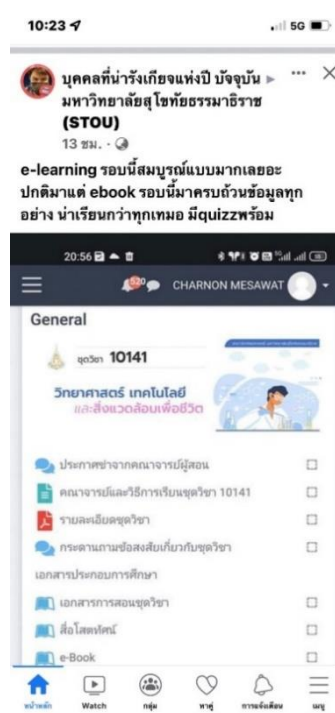 10:23
5G
บุคคลที่น่ารังเกียจแห่งปี ปัจจุบัน ▸
มหาวิทยาลัยสุโขทัยธรรมาธิราช
(STOU)
13 ชม. ·
e-learning รอบนี้สมบูรณ์แบบมากเลยอะ
ปกติมาแต่ ebook รอบนี้มาครบถ้วนข้อมูลทุก
อย่าง น่าเรียนกว่าทุกเทมอ มีquizzพร้อม
20:56
520
CHARNON MESAWAT
General
ชุดวิชา 10141
วิทยาศาสตร์ เทคโนโลยี
และสิ่งแวดล้อมเพื่อชีวิต
ประกาศข่าจากคณาจารย์ผู้สอน
คณาจารย์และวิธีการเรียนชุดวิชา 10141
รายละเอียดชุดวิชา
กระดานถามข้อสงสัยเกี่ยวกับชุดวิชา
เอกสารประกอบการศึกษา
เอกสารการสอนชุดวิชา
สื่อโสตทัศน์
e-Book
หน้าหลัก
Watch
กลุ่ม
หาคู่
การแจ้งเตือน
เมนู